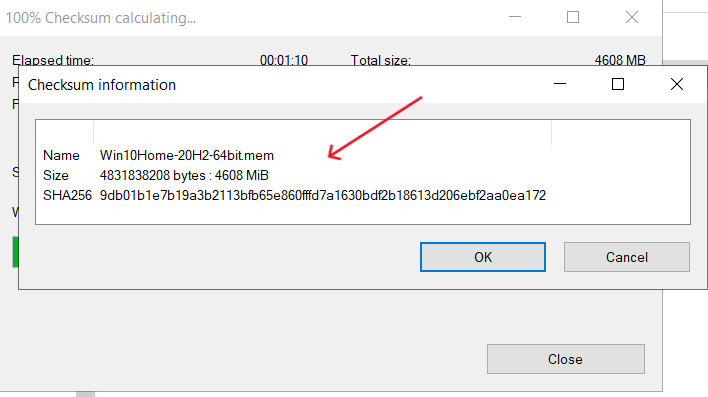 100% Checksum calculating...
Elapsed time: 00:01:10 Total size: 4608 MB
Checksum information
Name Win10Home-20H2-64bit.mem
Size 4831838208 bytes : 4608 MiB
SHA256 9db01b1e7b19a3b2113bfb65e860fffd7a1630bdf2b18613d206ebf2aa0ea172
OK Cancel
Close